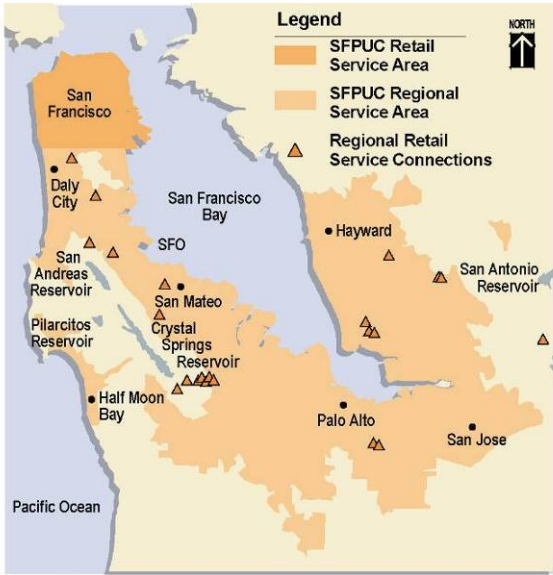 Legend
NORTH
SFPUC Retail
Service Area
SFPUC Regional
Service Area
Regional Retail
Service Connections
San
Francisco
Daly
City
San Francisco
Bay
Hayward
SFO
San
Andreas
Reservoir
San Antonio
Reservoir
San Mateo
Pilarcitos
Reservoir
Crystal
Springs
Reservoir
Half Moon
Bay
Palo Alto
San Jose
Pacific Ocean